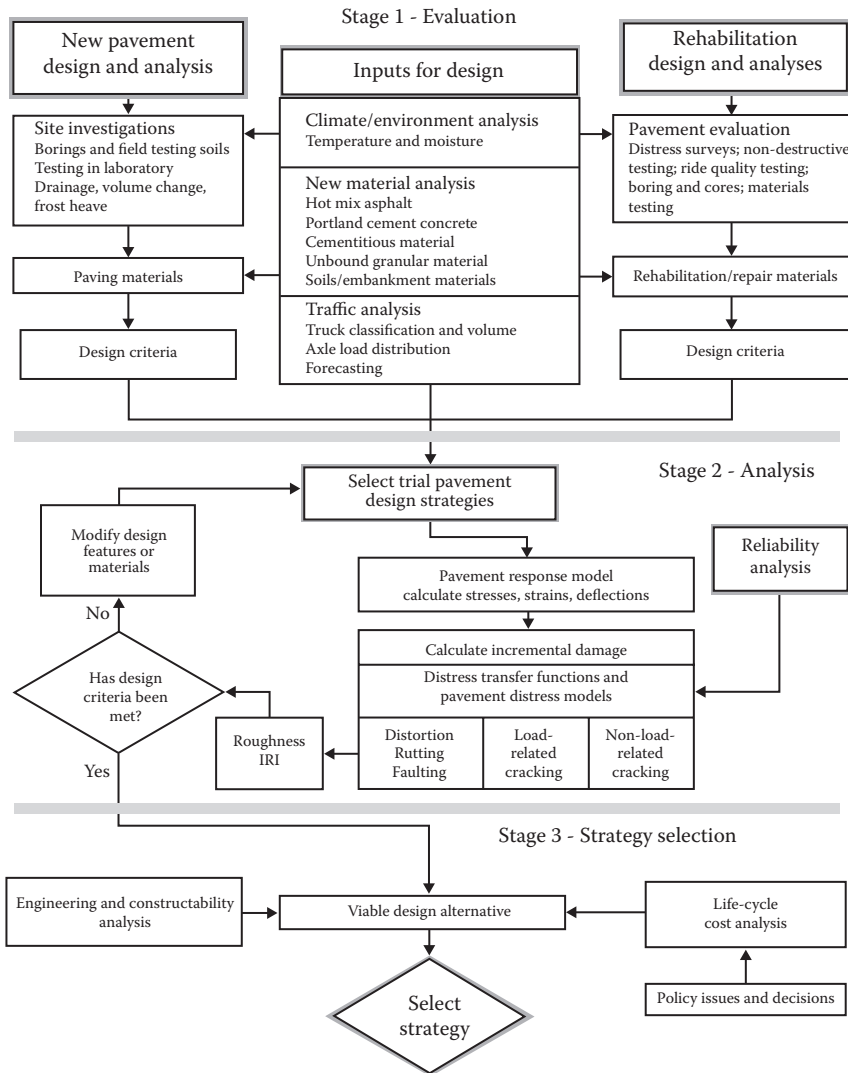 Stage 1 - Evaluation
New pavement
design and analysis
Inputs for design
Rehabilitation
design and analyses
Site investigations
Borings and field testing soils
Testing in laboratory
Drainage, volume change,
frost heave
Climate/environment analysis
Temperature and moisture
Pavement evaluation
Distress surveys; non-destructive
testing; ride quality testing;
boring and cores; materials
testing
New material analysis
Hot mix asphalt
Portland cement concrete
Cementitious material
Unbound granular material
Soils/embankment materials
Paving materials
Rehabilitation/repair materials
Traffic analysis
Truck classification and volume
Axle load distribution
Forecasting
Design criteria
Design criteria
Stage 2 - Analysis
Select trial pavement
design strategies
Modify design
features or
materials
Reliability
analysis
Pavement response model
calculate stresses, strains, deflections
No
Calculate incremental damage
Has design
criteria been
met?
Distress transfer functions and
pavement distress models
Roughness
IRI
Distortion
Rutting
Faulting
Load-
related
cracking
Non-load-
related
cracking
Yes
Stage 3 - Strategy selection
Engineering and constructability
analysis
Viable design alternative
Life-cycle
cost analysis
Select
strategy
Policy issues and decisions